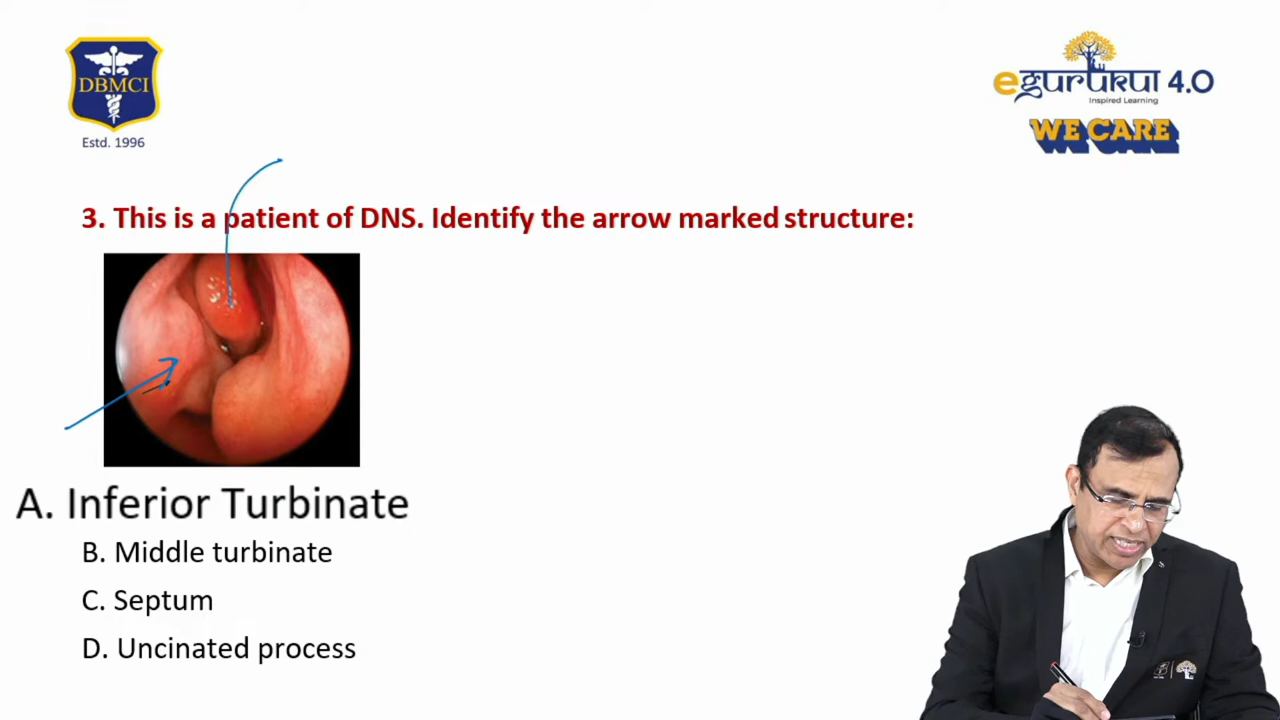 DBMCI
Estd. 1996
eGURUKUL 4.0
Inspired Learning
WE CARE
3. This is a patient of DNS. Identify the arrow marked structure:
A. Inferior Turbinate
B. Middle turbinate
C. Septum
D. Uncinated process